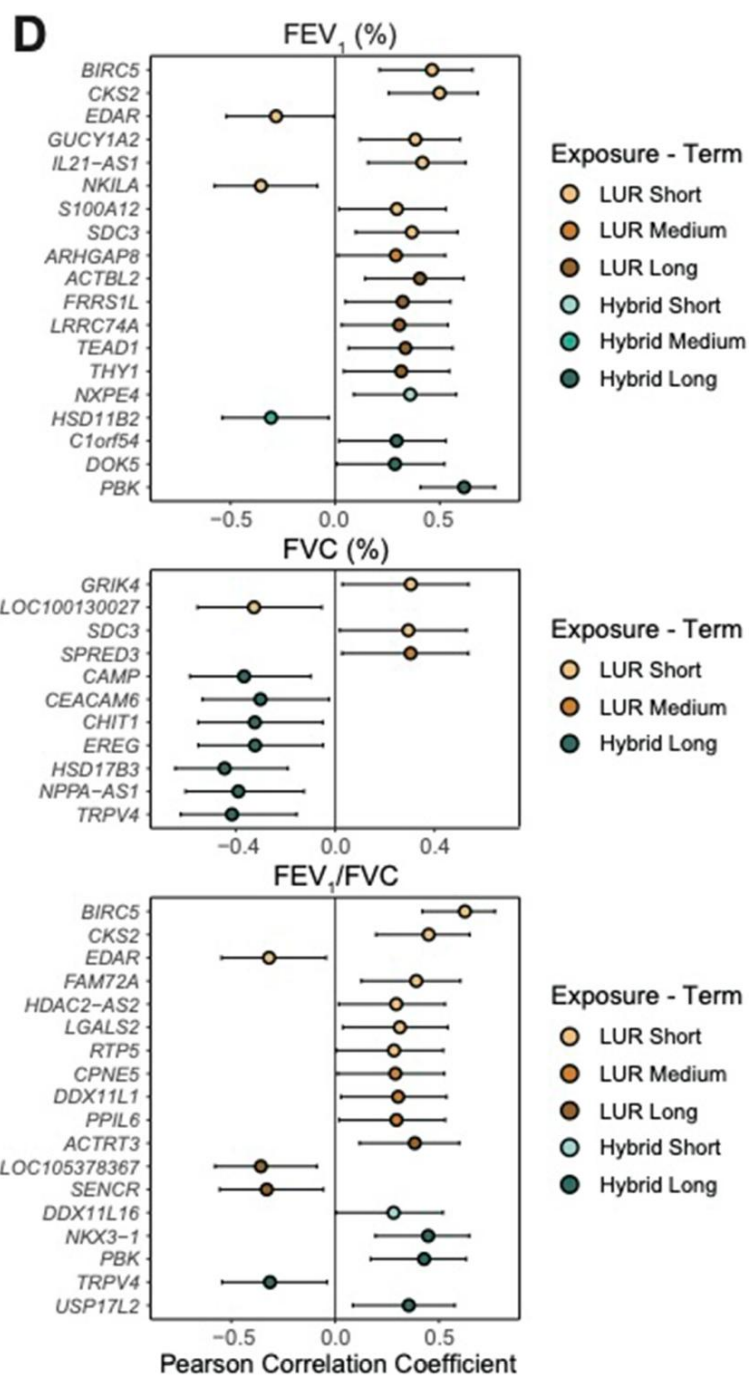 D
FEV1 (%)
BIRC5
CKS2
EDAR
GUCY1A2
IL21−AS1
NKILA
S100A12
SDC3
ARHGAP8
ACTBL2
FRRS1L
LRRC74A
TEAD1
THY1
NXPE4
HSD11B2
C1orf54
DOK5
PBK
−0.5 0.0 0.5
Exposure - Term
LUR Short
LUR Medium
LUR Long
Hybrid Short
Hybrid Medium
Hybrid Long
FVC (%)
GRIK4
LOC100130027
SDC3
SPRED3
CAMP
CEACAM6
CHIT1
EREG
HSD17B3
NPPA−AS1
TRPV4
−0.4 0.0 0.4
Exposure - Term
LUR Short
LUR Medium
Hybrid Long
FEV1/FVC
BIRC5
CKS2
EDAR
FAM72A
HDAC2−AS2
LGALS2
RTP5
CPNE5
DDX11L1
PPIL6
ACTRT3
LOC105378367
SENCR
DDX11L16
NKX3−1
PBK
TRPV4
USP17L2
−0.5 0.0 0.5
Pearson Correlation Coefficient
Exposure - Term
LUR Short
LUR Medium
LUR Long
Hybrid Short
Hybrid Long